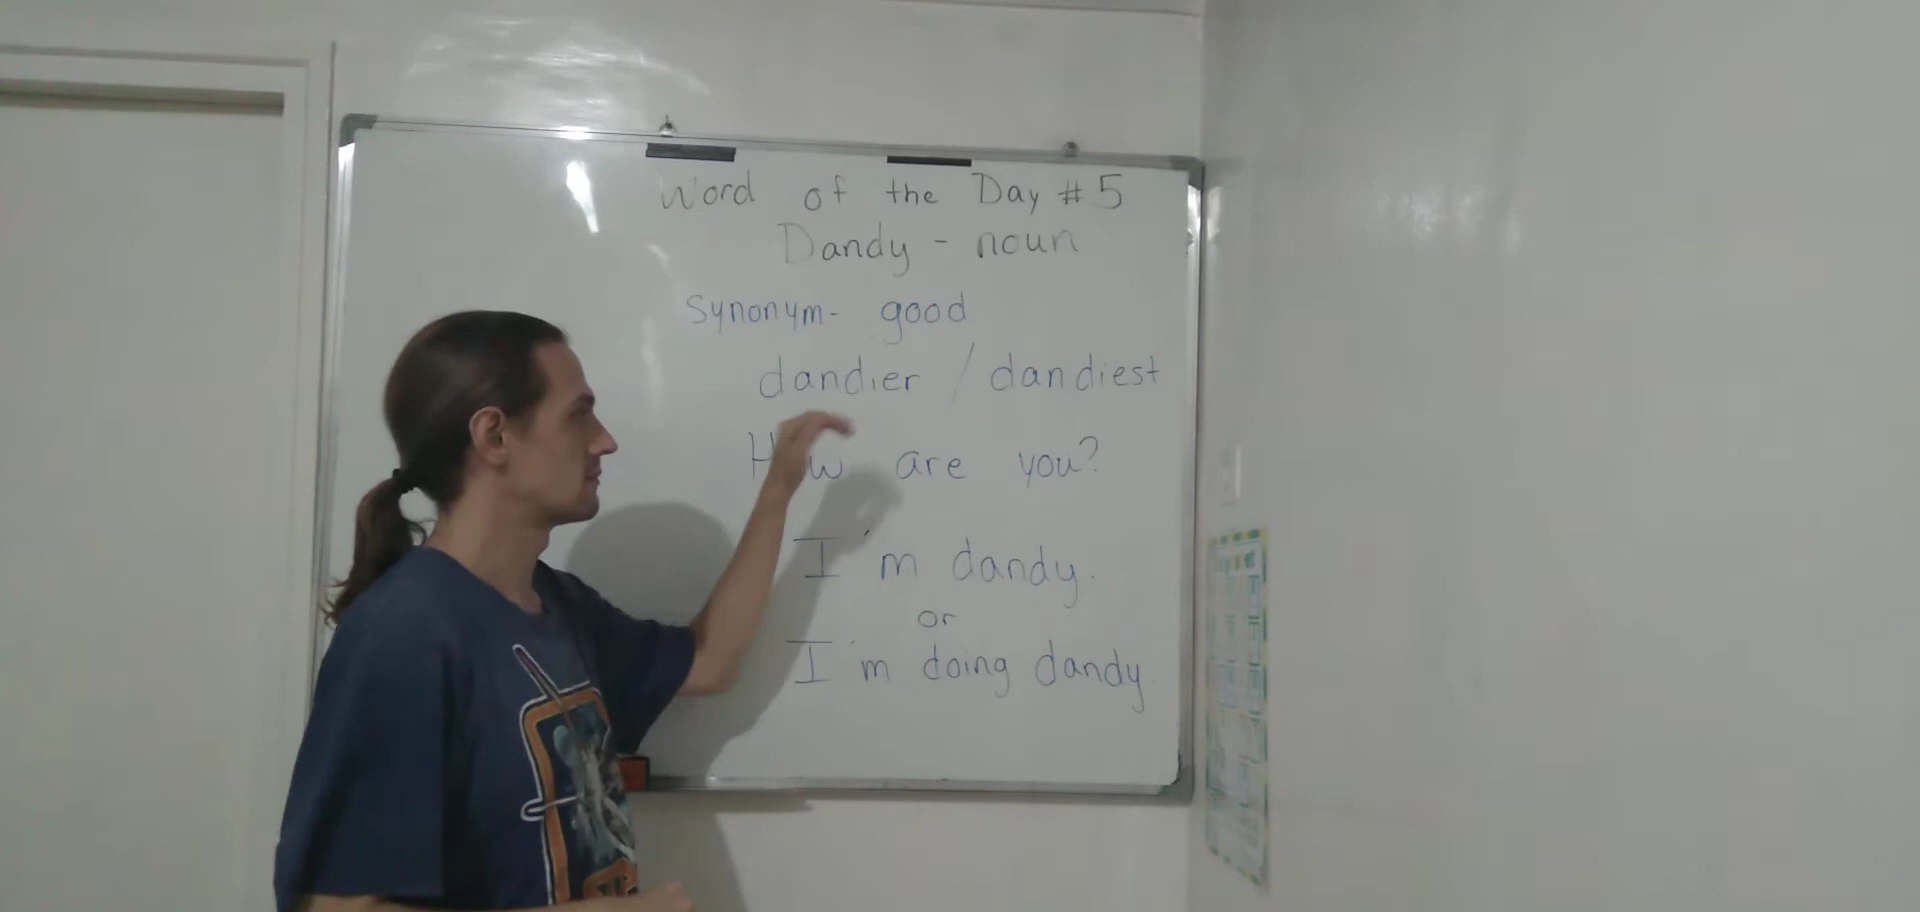 Word of the Day #5
Dandy - noun
Synonym- good
dandier / dandiest
How are you?
I'm dandy.
or
I'm doing dandy.